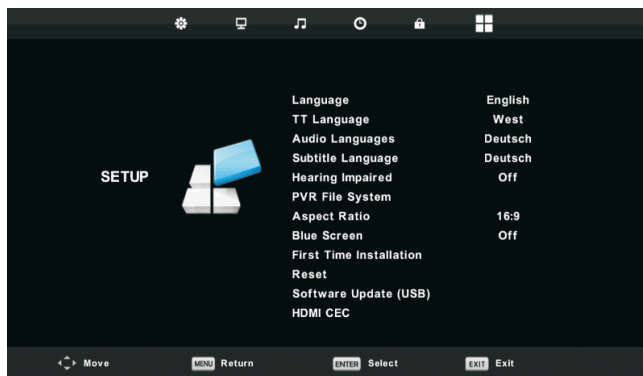 Language English
TT Language West
Audio Languages Deutsch
Subtitle Language Deutsch
SETUP
Hearing Impaired Off
PVR File System
Aspect Ratio 16:9
Blue Screen Off
First Time Installation
Reset
Software Update (USB)
HDMI CEC
Move MENU Return ENTER Select EXIT Exit